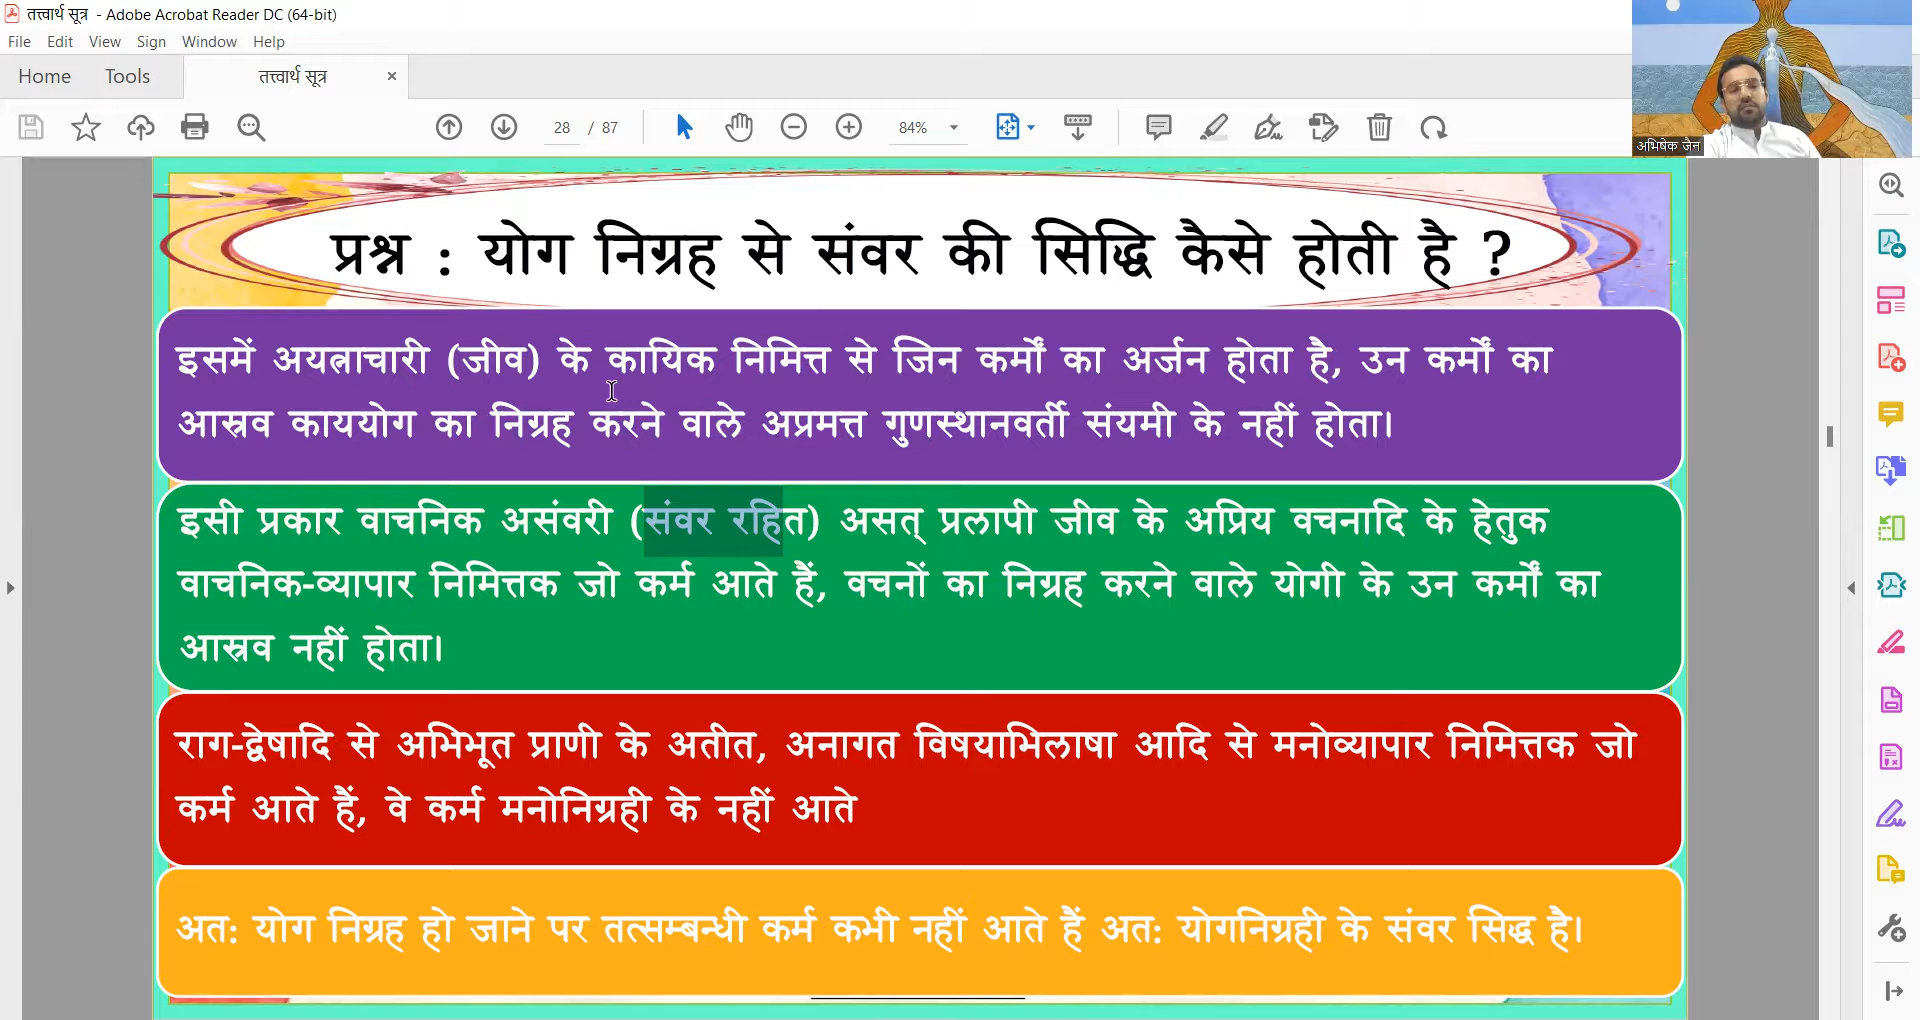 तत्त्वार्थ सूत्र - Adobe Acrobat Reader DC (64-bit)
File Edit View Sign Window Help
Home Tools तत्त्वार्थ सूत्र ×
28 / 87 84%
अभिषेक जैन
प्रश्न : योग निग्रह से संवर की सिद्धि कैसे होती है ?
इसमें अयत्नाचारी (जीव) के कायिक निमित्त से जिन कर्मों का अर्जन होता है, उन कर्मों का
आस्रव काययोग का निग्रह करने वाले अप्रमत्त गुणस्थानवर्ती संयमी के नहीं होता।
इसी प्रकार वाचनिक असंवरी (संवर रहित) असत् प्रलापी जीव के अप्रिय वचनादि के हेतुक
वाचनिक-व्यापार निमित्तक जो कर्म आते हैं, वचनों का निग्रह करने वाले योगी के उन कर्मों का
आस्रव नहीं होता।
राग-द्वेषादि से अभिभूत प्राणी के अतीत, अनागत विषयाभिलाषा आदि से मनोव्यापार निमित्तक जो
कर्म आते हैं, वे कर्म मनोनिग्रही के नहीं आते
अत: योग निग्रह हो जाने पर तत्सम्बन्धी कर्म कभी नहीं आते हैं अत: योगनिग्रही के संवर सिद्ध है।